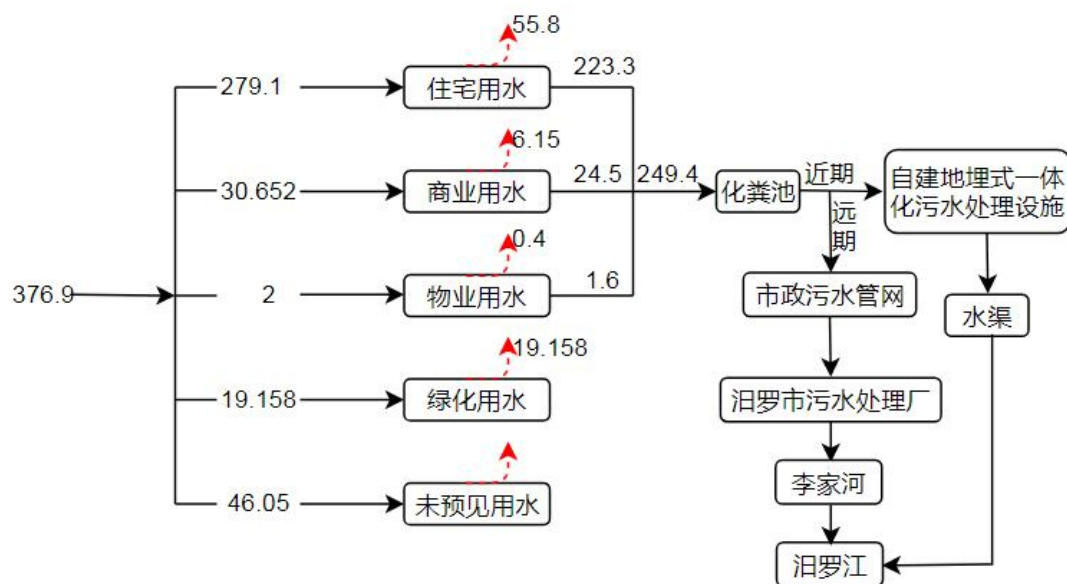 55.8
279.1
住宅用水
223.3
6.15
30.652
商业用水
24.5
249.4
化粪池
近期
自建地埋式一体
化污水处理设施
远
期
0.4
376.9
2
物业用水
1.6
市政污水管网
水渠
19.158
19.158
绿化用水
汨罗市污水处理厂
46.05
未预见用水
李家河
汨罗江